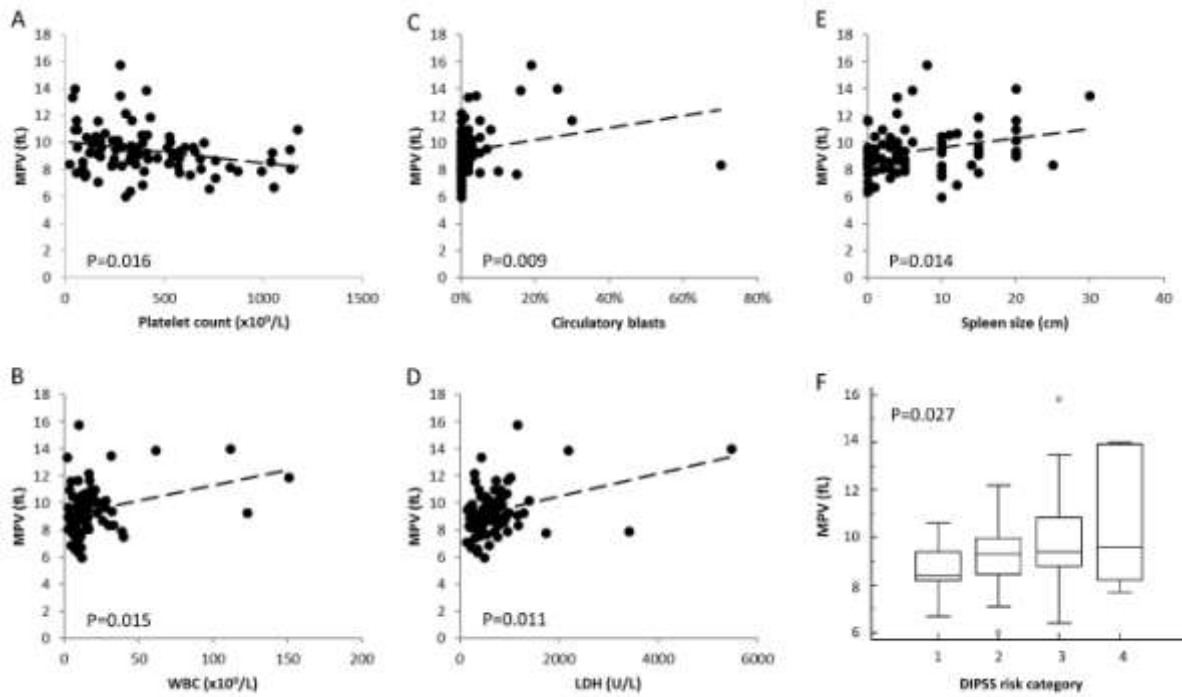 A
18
16
14
12
10
8
6
4
2
0
MPV (fL)
P=0.016
0 500 1000 1500
Platelet count (x10⁹/L)
C
18
16
14
12
10
8
6
4
2
0
MPV (fL)
P=0.009
0% 20% 40% 60% 80%
Circulatory blasts
E
18
16
14
12
10
8
6
4
2
0
MPV (fL)
P=0.014
0 10 20 30 40
Spleen size (cm)
B
18
16
14
12
10
8
6
4
2
0
MPV (fL)
P=0.015
0 50 100 150 200
WBC (x10⁹/L)
D
18
16
14
12
10
8
6
4
2
0
MPV (fL)
P=0.011
0 2000 4000 6000
LDH (U/L)
F
16
14
12
10
8
6
MPV (fL)
P=0.027
1 2 3 4
DIPSS risk category